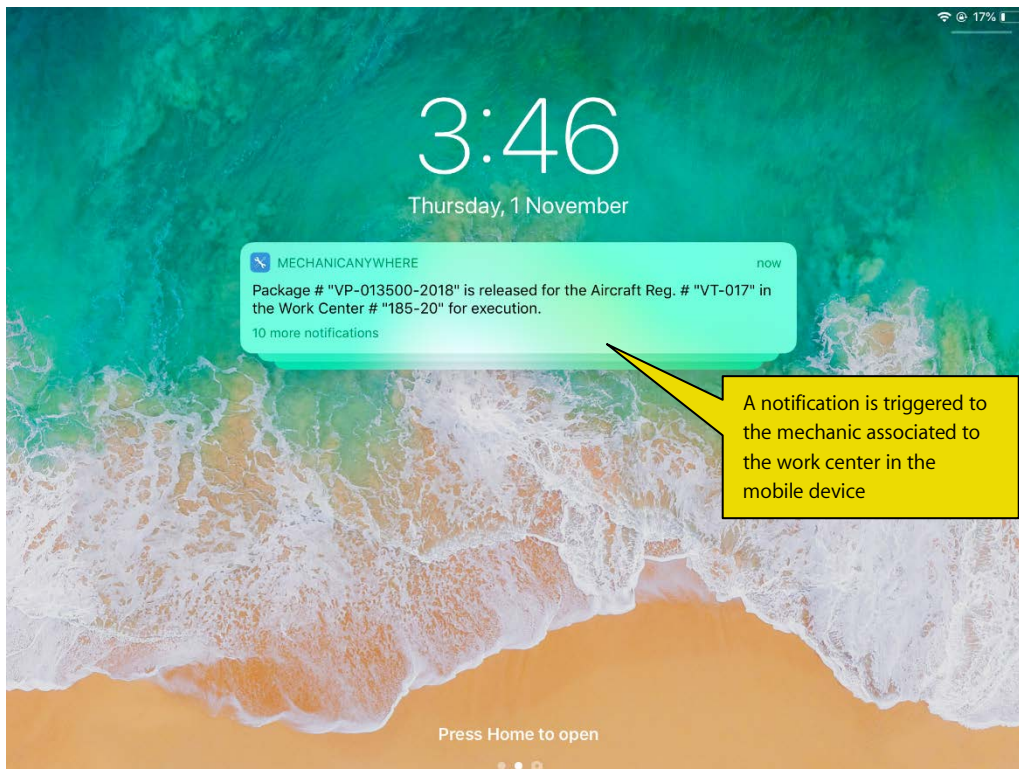 17%
3:46
Thursday, 1 November
MECHANICANYWHERE
now
Package # "VP-013500-2018" is released for the Aircraft Reg. # "VT-017" in
the Work Center # "185-20" for execution.
10 more notifications
A notification is triggered to
the mechanic associated to
the work center in the
mobile device
Press Home to open